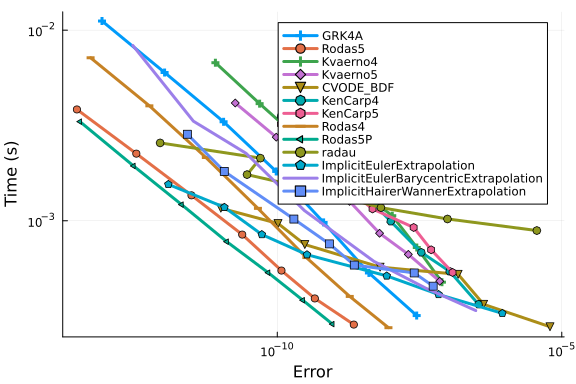 10⁻²
10⁻³
Time (s)
GRK4A
Rodas5
Kvaerno4
Kvaerno5
CVODE_BDF
KenCarp4
KenCarp5
Rodas4
Rodas5P
radau
ImplicitEulerExtrapolation
ImplicitEulerBarycentricExtrapolation
ImplicitHairerWannerExtrapolation
10⁻¹⁰
10⁻⁵
Error